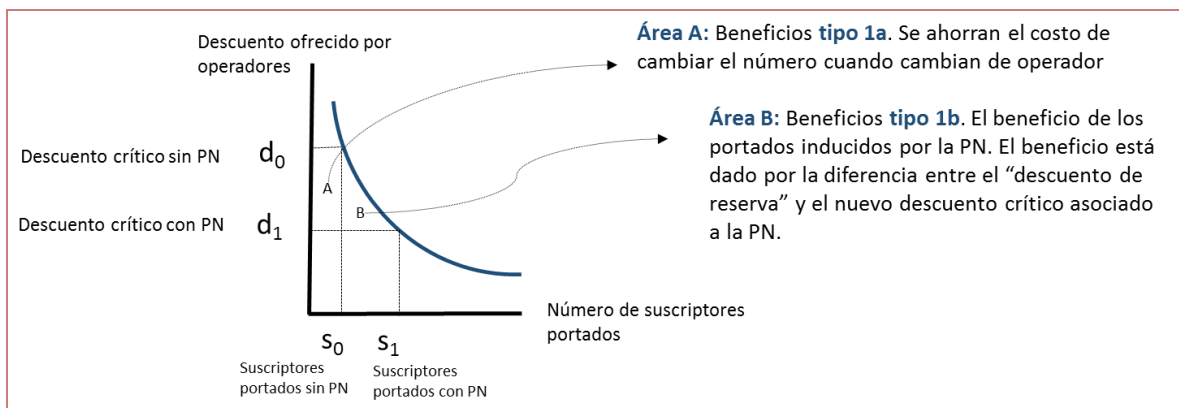 Descuento ofrecido por
operadores
Área A: Beneficios tipo 1a. Se ahorran el costo de
cambiar el número cuando cambian de operador
Área B: Beneficios tipo 1b. El beneficio de los
portados inducidos por la PN. El beneficio está
dado por la diferencia entre el “descuento de
reserva” y el nuevo descuento crítico asociado
a la PN.
Descuento crítico sin PN
d0
A
B
Descuento crítico con PN
d1
Número de suscriptores
portados
s0
s1
Suscriptores
portados sin PN
Suscriptores
portados con PN